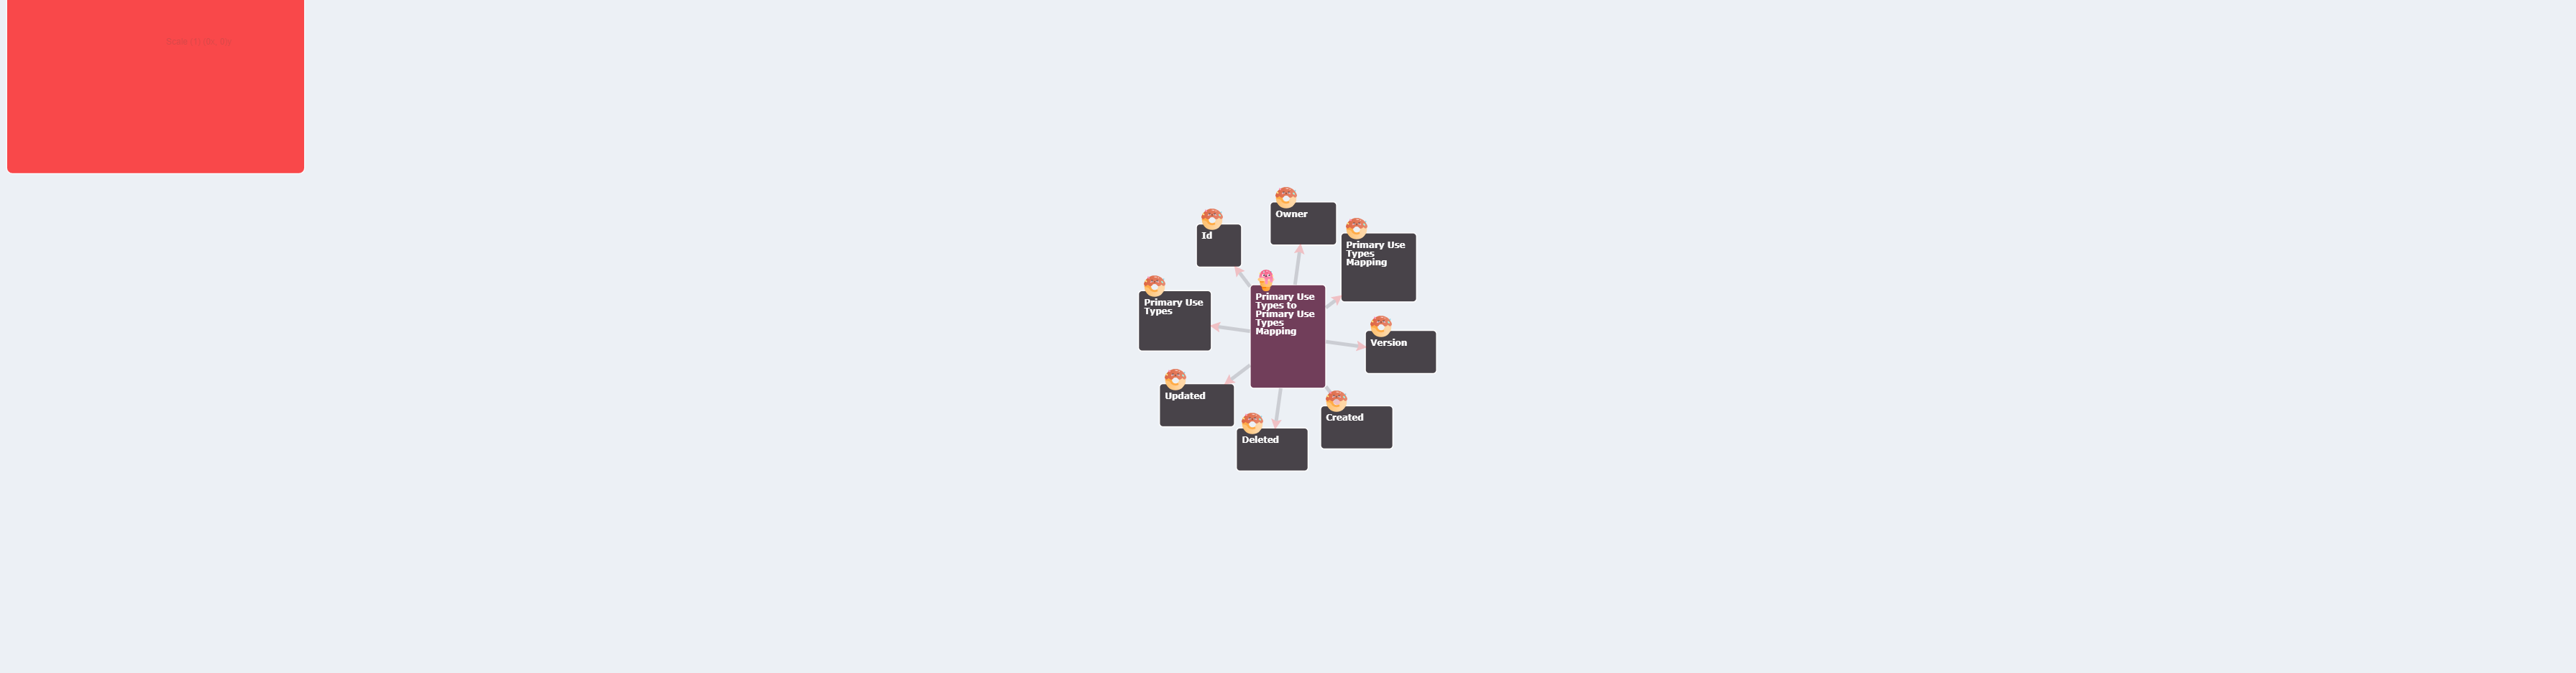 Owner
Id
Primary Use
Types
Mapping
Primary Use
Types to
Primary Use
Types
Mapping
Primary Use
Types
Version
Updated
Created
Deleted